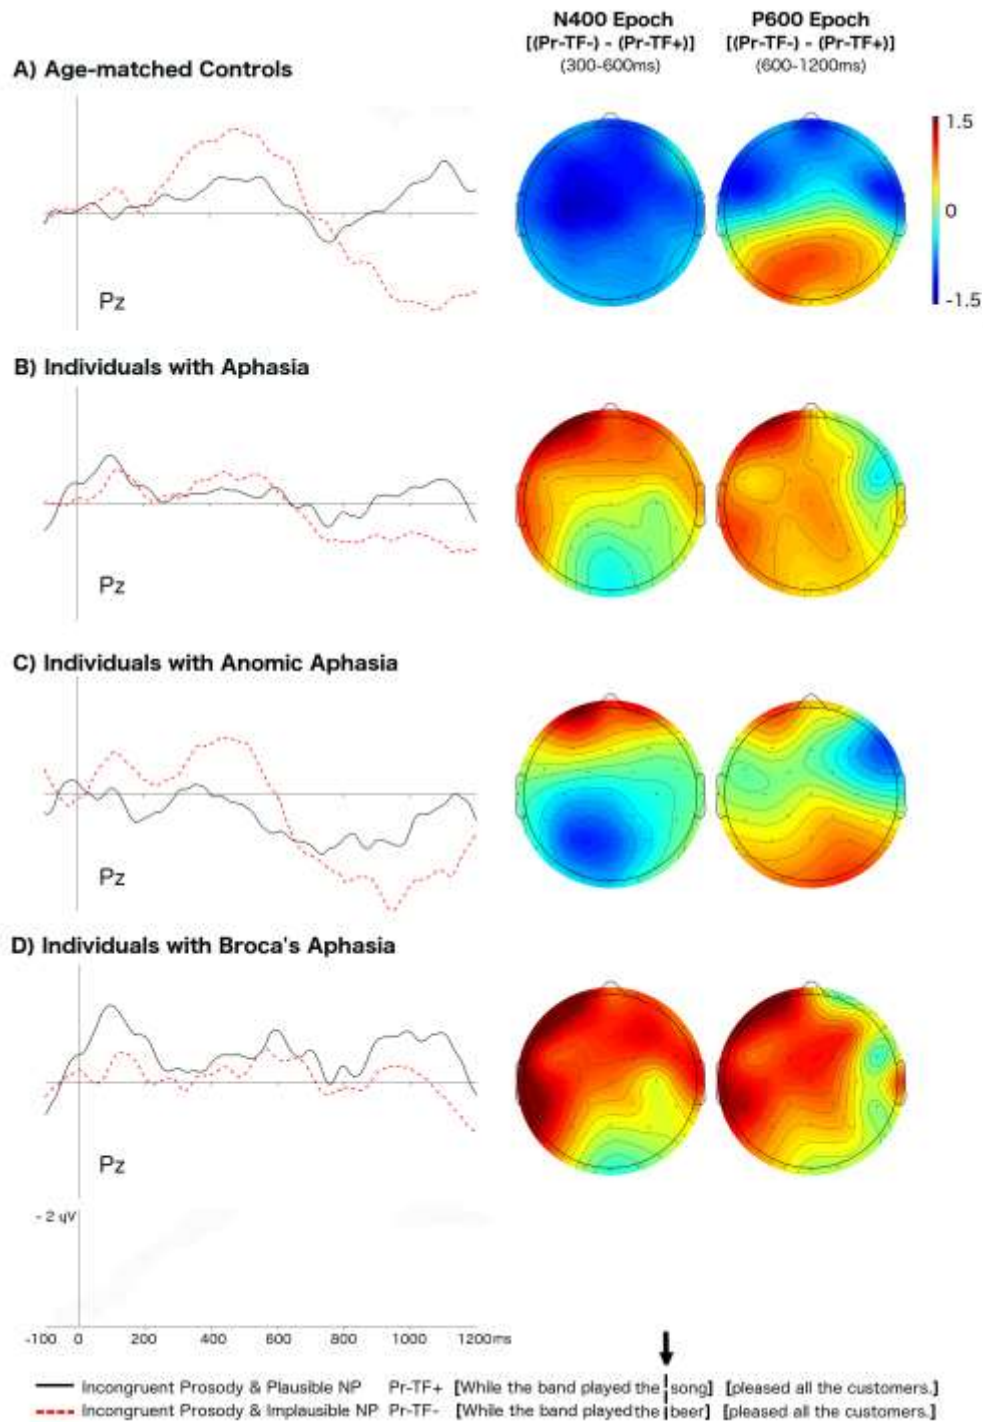 N400 Epoch
[(Pr-TF-) - (Pr-TF+)]
(300-600ms)
P600 Epoch
[(Pr-TF-) - (Pr-TF+)]
(600-1200ms)
A) Age-matched Controls
Pz
1.5
0
-1.5
B) Individuals with Aphasia
Pz
C) Individuals with Anomic Aphasia
Pz
D) Individuals with Broca's Aphasia
Pz
- 2 γV
-100 0 200 400 600 800 1000 1200ms
Incongruent Prosody & Plausible NP Pr-TF+ [While the band played the song] [pleased all the customers.]
Incongruent Prosody & Implausible NP Pr-TF- [While the band played the beer] [pleased all the customers.]